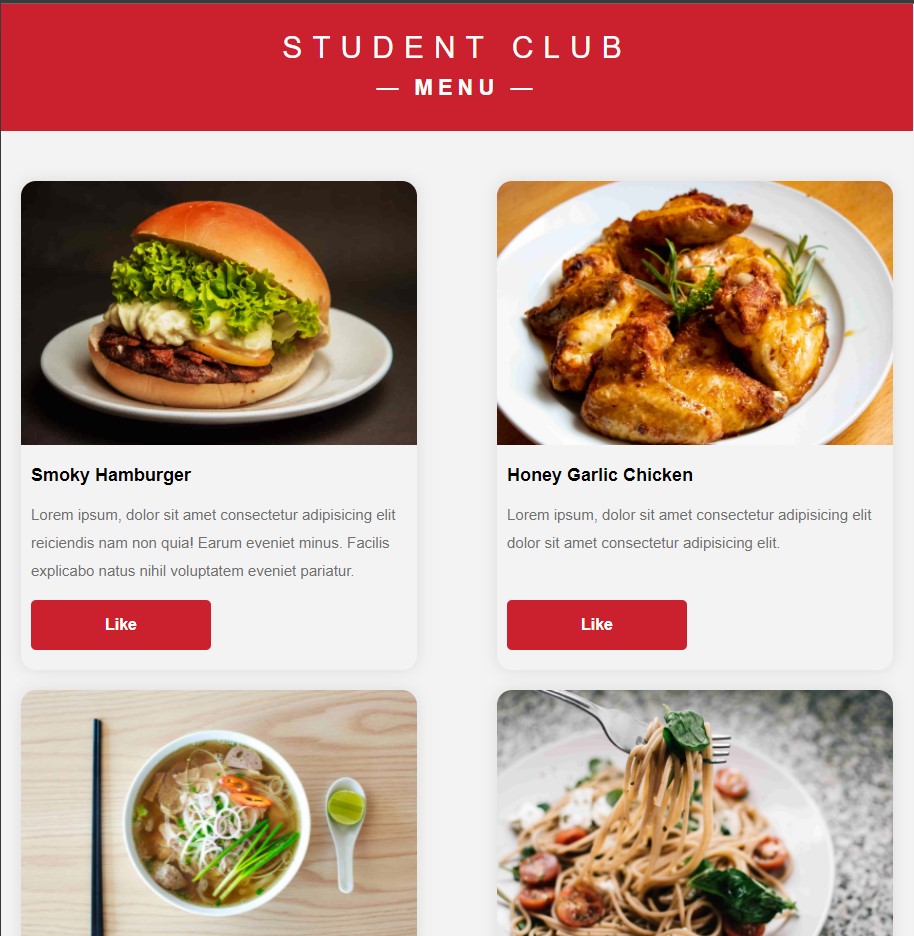 STUDENT CLUB
— MENU —
Smoky Hamburger
Lorem ipsum, dolor sit amet consectetur adipisicing elit
reiciendis nam non quia! Earum eveniet minus. Facilis
explicabo natus nihil voluptatem eveniet pariatur.
Like
Honey Garlic Chicken
Lorem ipsum, dolor sit amet consectetur adipisicing elit
dolor sit amet consectetur adipisicing elit.
Like